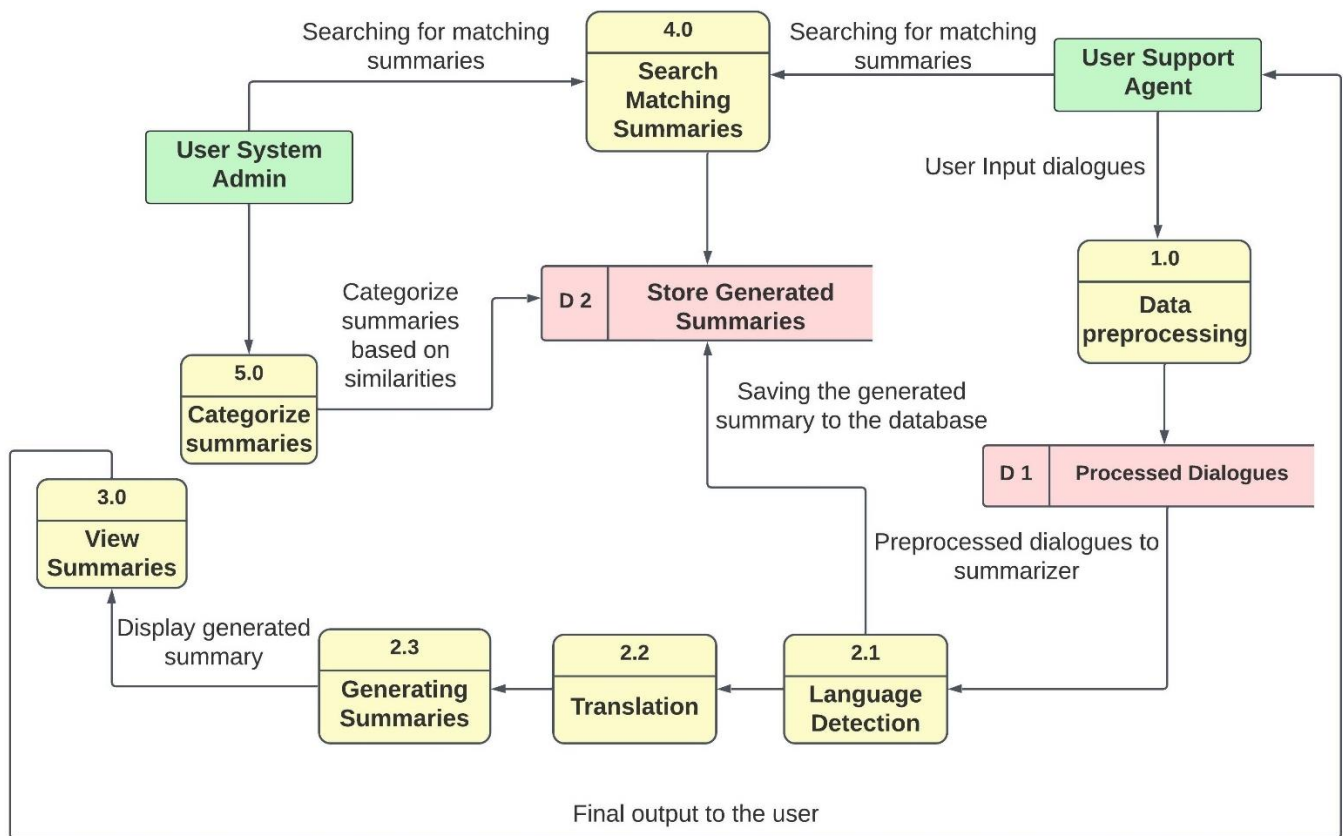 Searching for matching
summaries
4.0
Search
Matching
Summaries
Searching for matching
summaries
User Support
Agent
User System
Admin
User Input dialogues
1.0
Data
preprocessing
D 2
Store Generated
Summaries
Categorize
summaries
based on
similarities
5.0
Categorize
summaries
Saving the generated
summary to the database
D 1
Processed Dialogues
3.0
View
Summaries
Preprocessed dialogues to
summarizer
Display generated
summary
2.3
Generating
Summaries
2.2
Translation
2.1
Language
Detection
Final output to the user